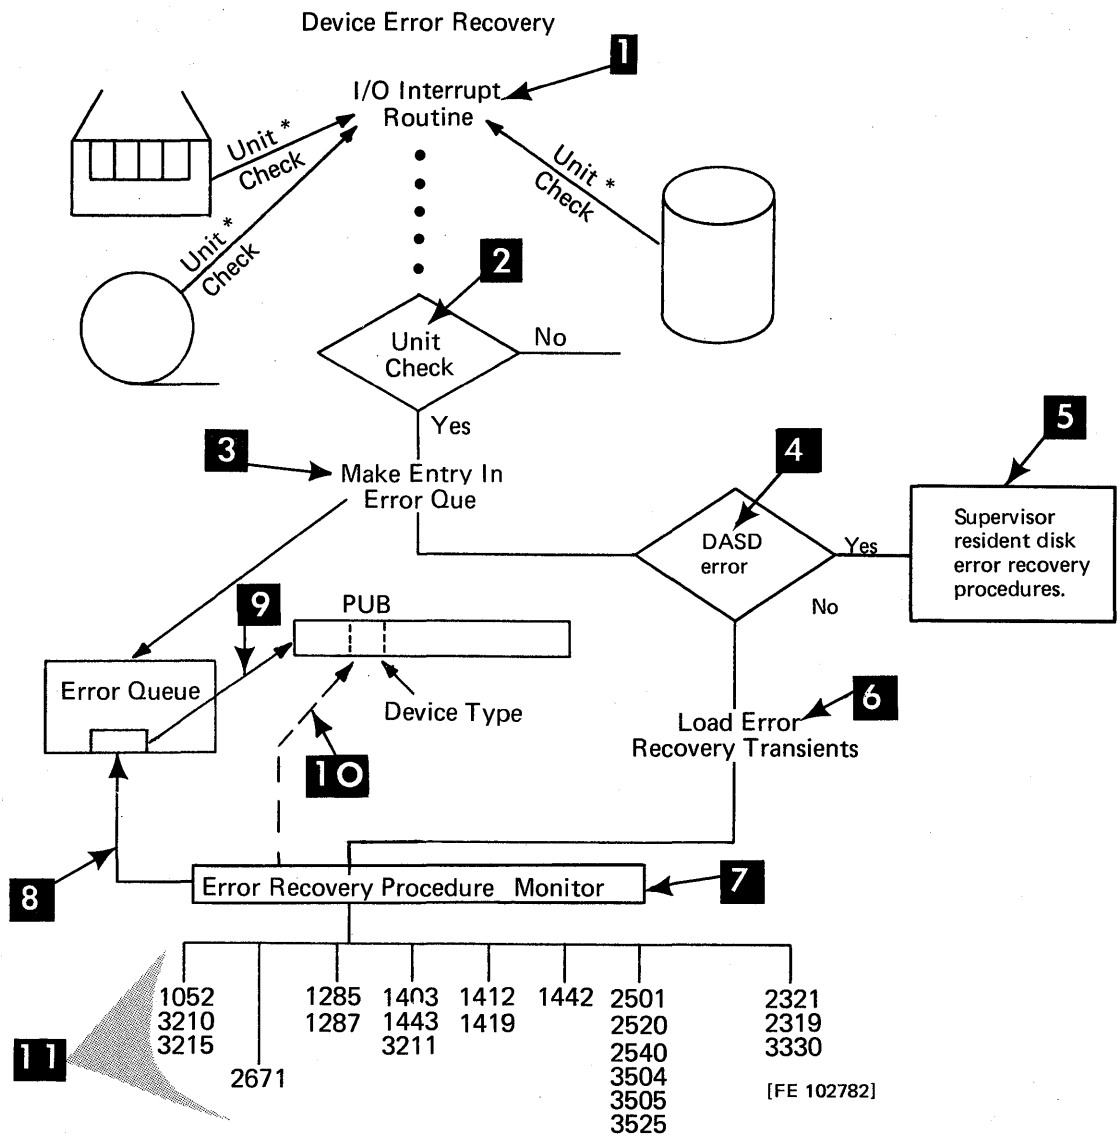 Device Error Recovery
1
I/O Interrupt
Routine
Unit *
Check
Unit *
Check
Unit *
Check
2
Unit
Check
No
Yes
3
Make Entry In
Error Que
4
DASD
error
Yes
No
5
Supervisor
resident disk
error recovery
procedures.
9
PUB
Error Queue
Device Type
10
6
Load Error
Recovery Transients
8
Error Recovery Procedure Monitor
7
11
1052
3210
3215
2671
1285
1287
1403
1443
3211
1412
1419
1442
2501
2520
2540
3504
3505
3525
2321
2319
3330
[FE 102782]